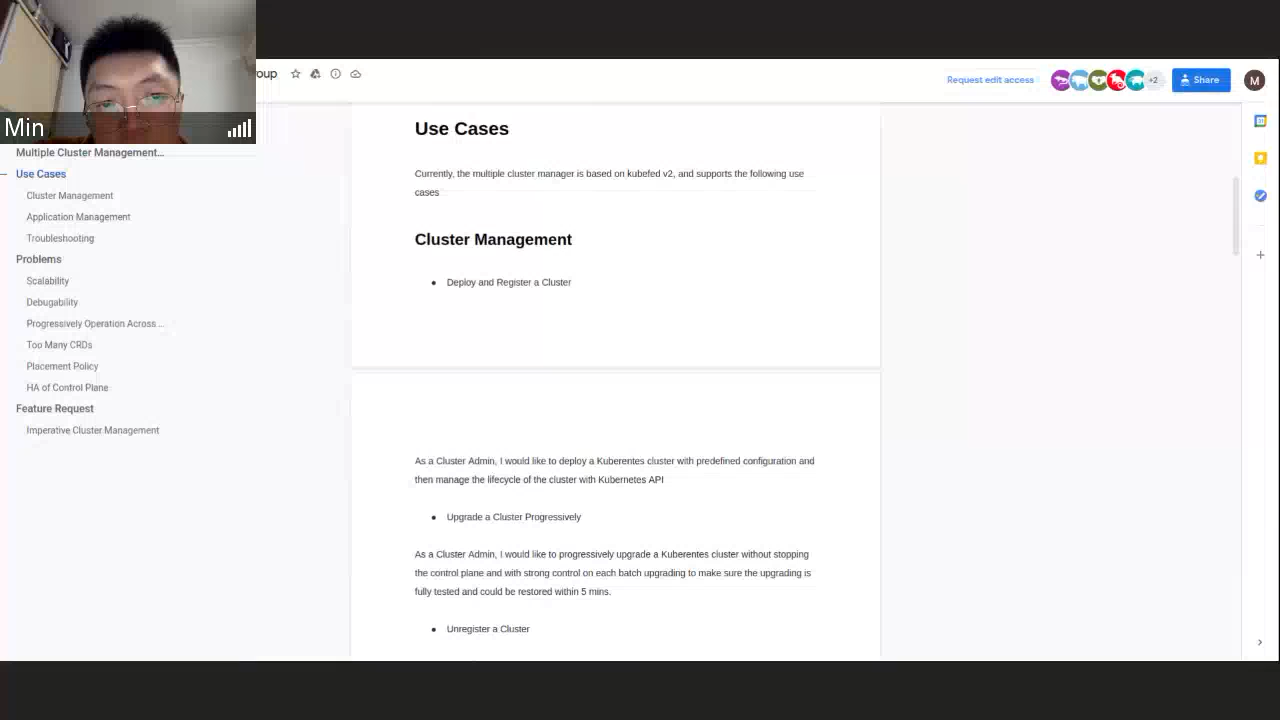 Min
oup
Request edit access
+2
Share
M
Multiple Cluster Management...
Use Cases
Cluster Management
Application Management
Troubleshooting
Problems
Scalability
Debugability
Progressively Operation Across ...
Too Many CRDs
Placement Policy
HA of Control Plane
Feature Request
Imperative Cluster Management
Use Cases
Currently, the multiple cluster manager is based on kubefed v2, and supports the following use
cases
Cluster Management
● Deploy and Register a Cluster
As a Cluster Admin, I would like to deploy a Kuberentes cluster with predefined configuration and
then manage the lifecycle of the cluster with Kubernetes API
● Upgrade a Cluster Progressively
As a Cluster Admin, I would like to progressively upgrade a Kuberentes cluster without stopping
the control plane and with strong control on each batch upgrading to make sure the upgrading is
fully tested and could be restored within 5 mins.
● Unregister a Cluster